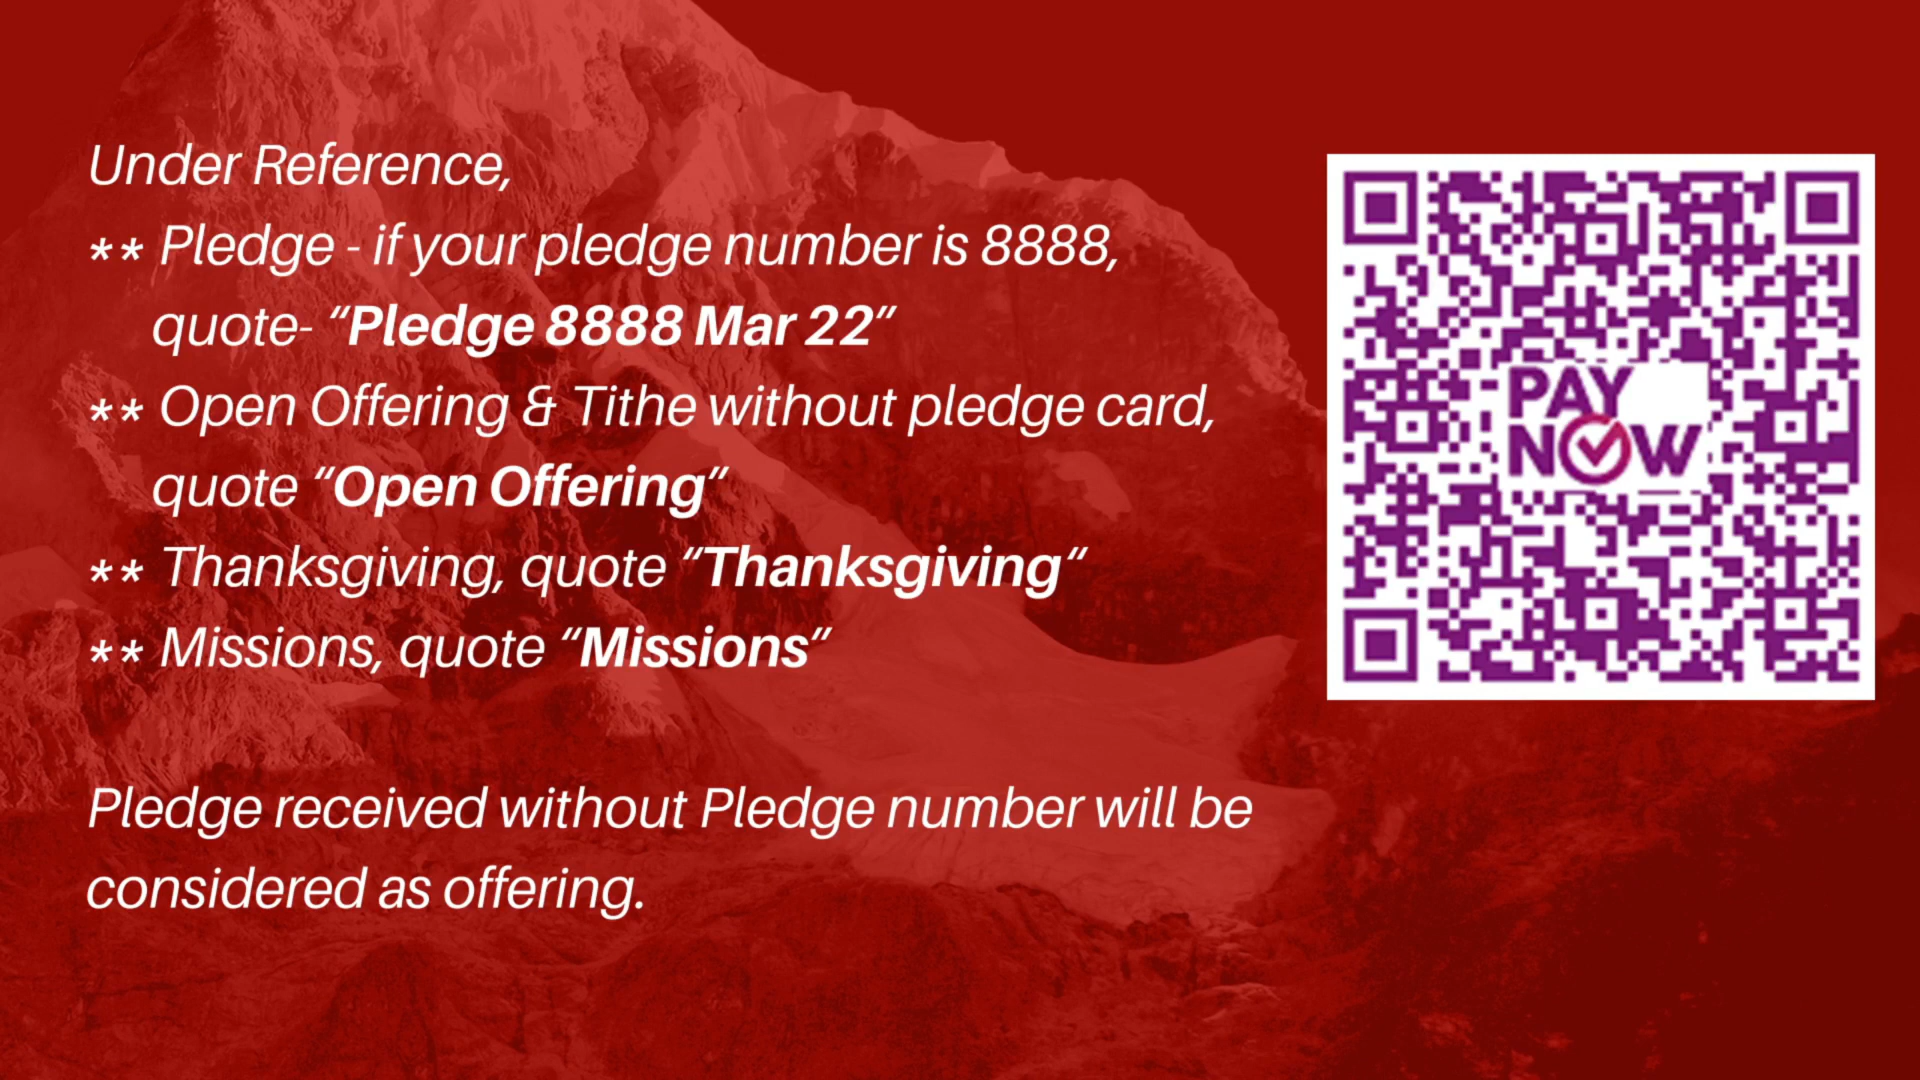 Under Reference,
** Pledge - if your pledge number is 8888,
quote- “Pledge 8888 Mar 22”
** Open Offering & Tithe without pledge card,
quote “Open Offering”
** Thanksgiving, quote “Thanksgiving“
** Missions, quote “Missions”
Pledge received without Pledge number will be
considered as offering.
PAY
NOW